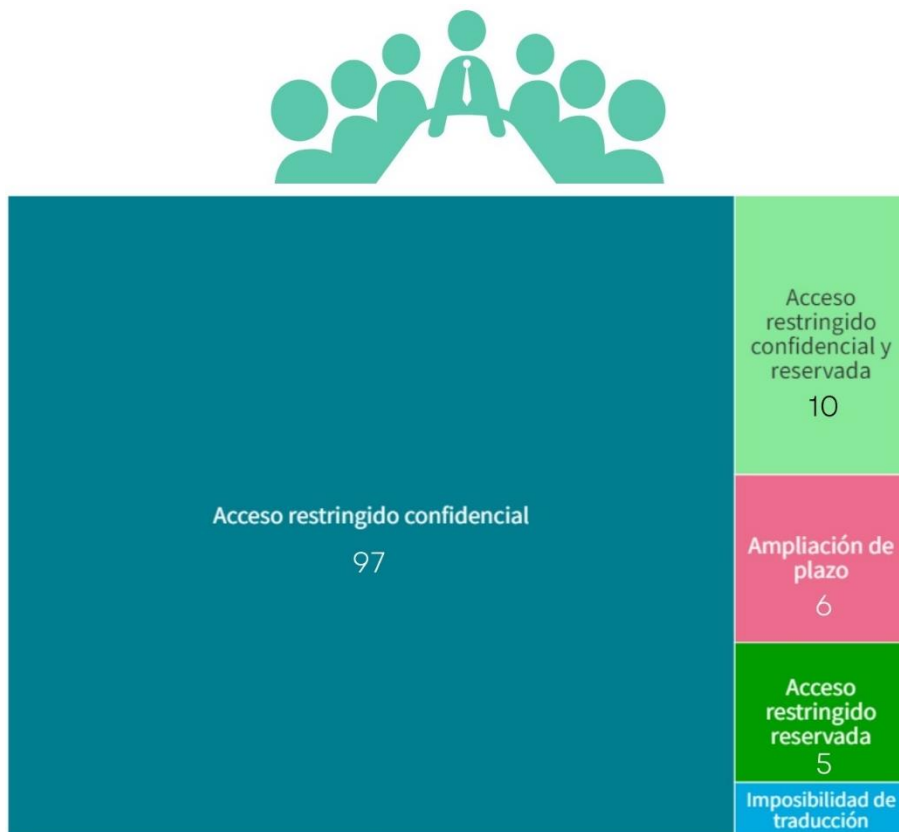 Acceso restringido confidencial
97
Acceso
restringido
confidencial y
reservada
10
Ampliación de
plazo
6
Acceso
restringido
reservada
5
Imposibilidad de
traducción